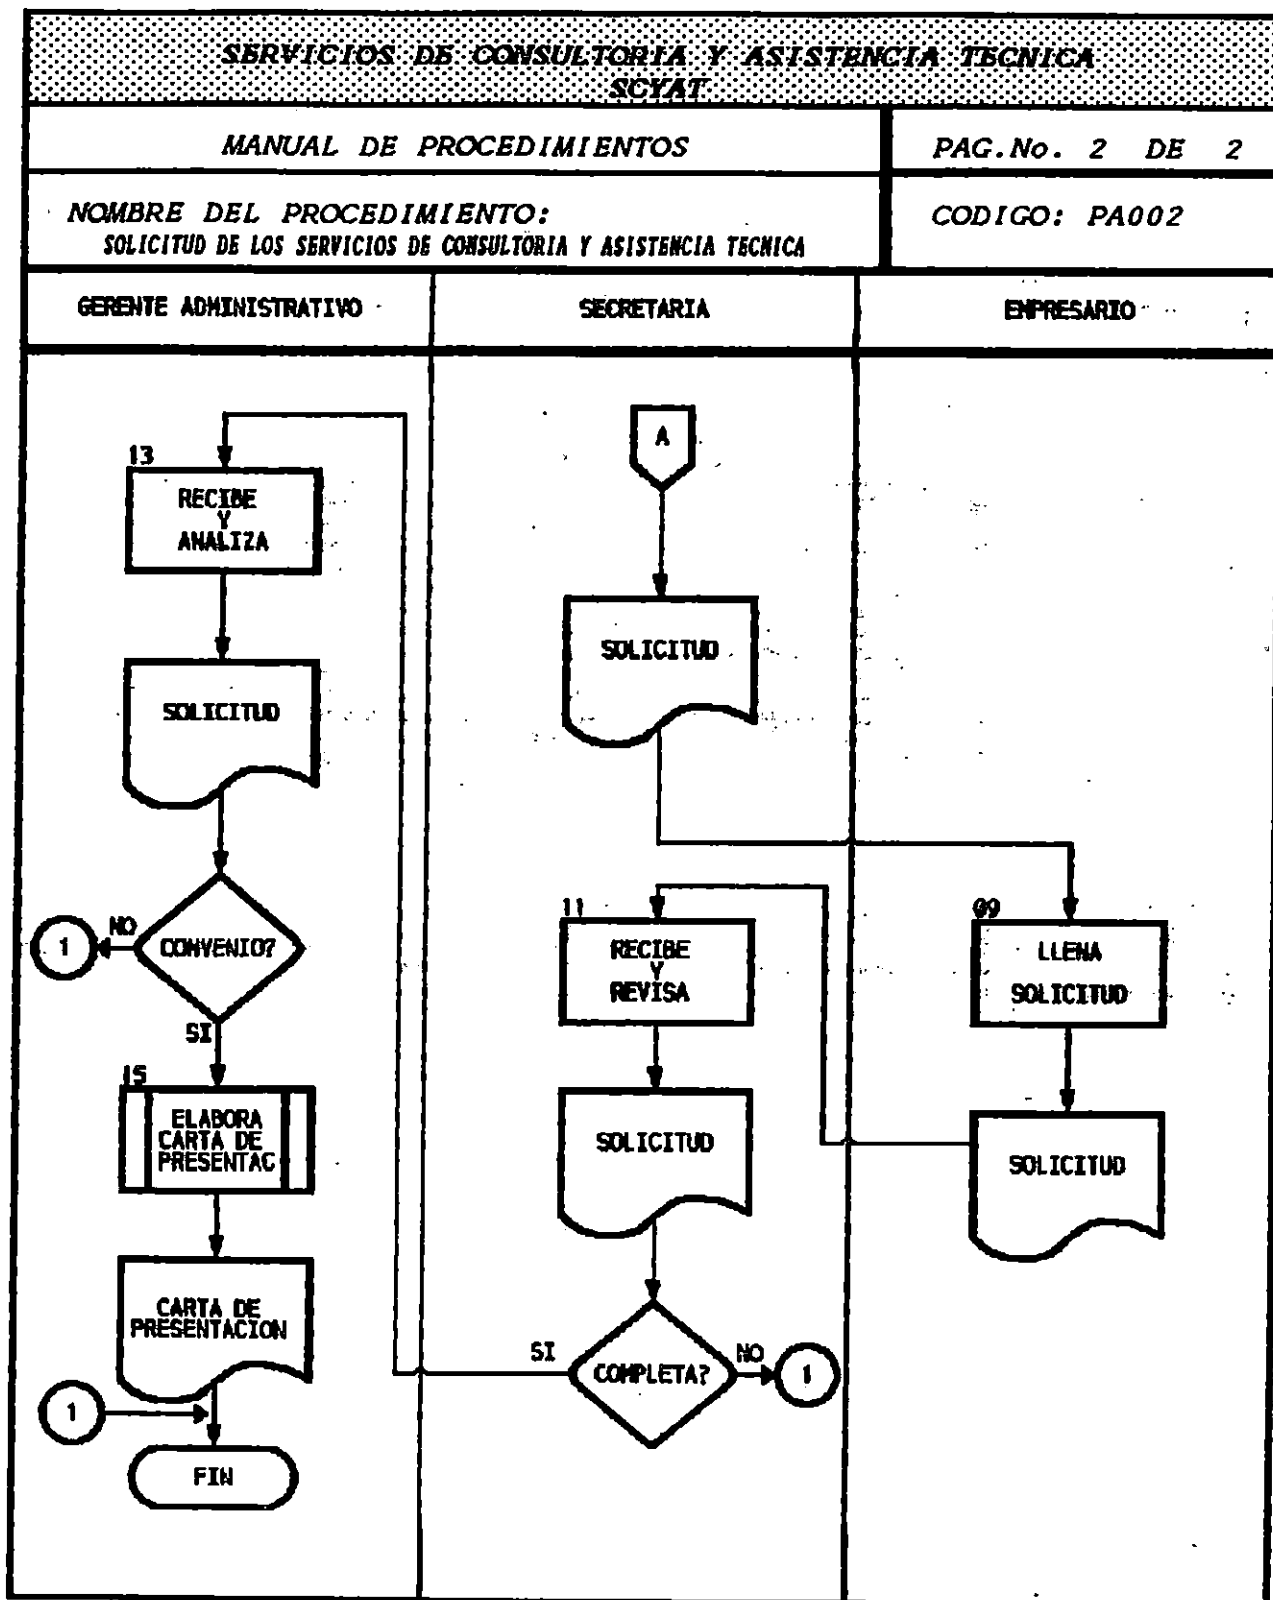 SERVICIOS DE CONSULTORIA Y ASISTENCIA TECNICA
SCYAT
MANUAL DE PROCEDIMIENTOS
PAG.No. 2 DE 2
NOMBRE DEL PROCEDIMIENTO:
SOLICITUD DE LOS SERVICIOS DE CONSULTORIA Y ASISTENCIA TECNICA
CODIGO: PA002
GERENTE ADMINISTRATIVO
SECRETARIA
EMPRESARIO
13
RECIBE
Y
ANALIZA
SOLICITUD
CONVENIO?
NO
1
SI
15
ELABORA
CARTA DE
PRESENTAC
CARTA DE
PRESENTACION
1
FIN
A
SOLICITUD
11
RECIBE
Y
REVISA
SOLICITUD
COMPLETA?
SI
NO
1
09
LLENA
SOLICITUD
SOLICITUD